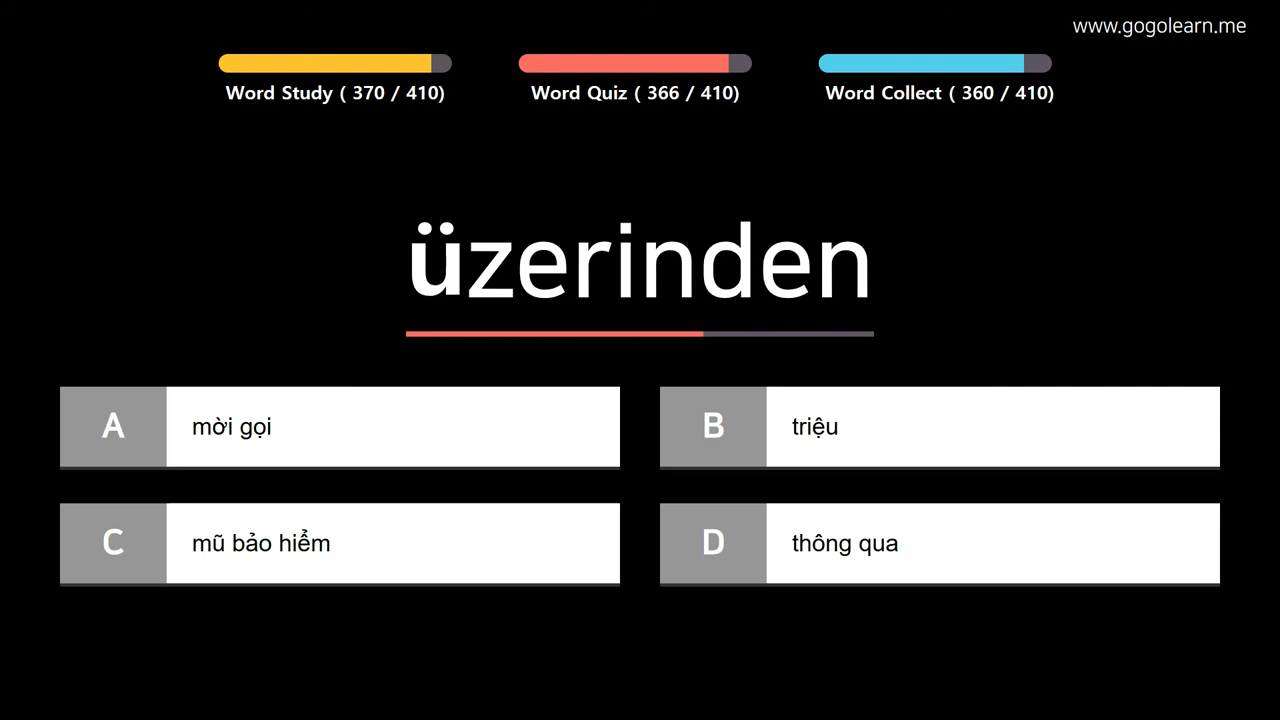 www.gogolearn.me
Word Study ( 370 / 410)
Word Quiz ( 366 / 410)
Word Collect ( 360 / 410)
üzerinden
A mời gọi
B triệu
C mũ bảo hiểm
D thông qua